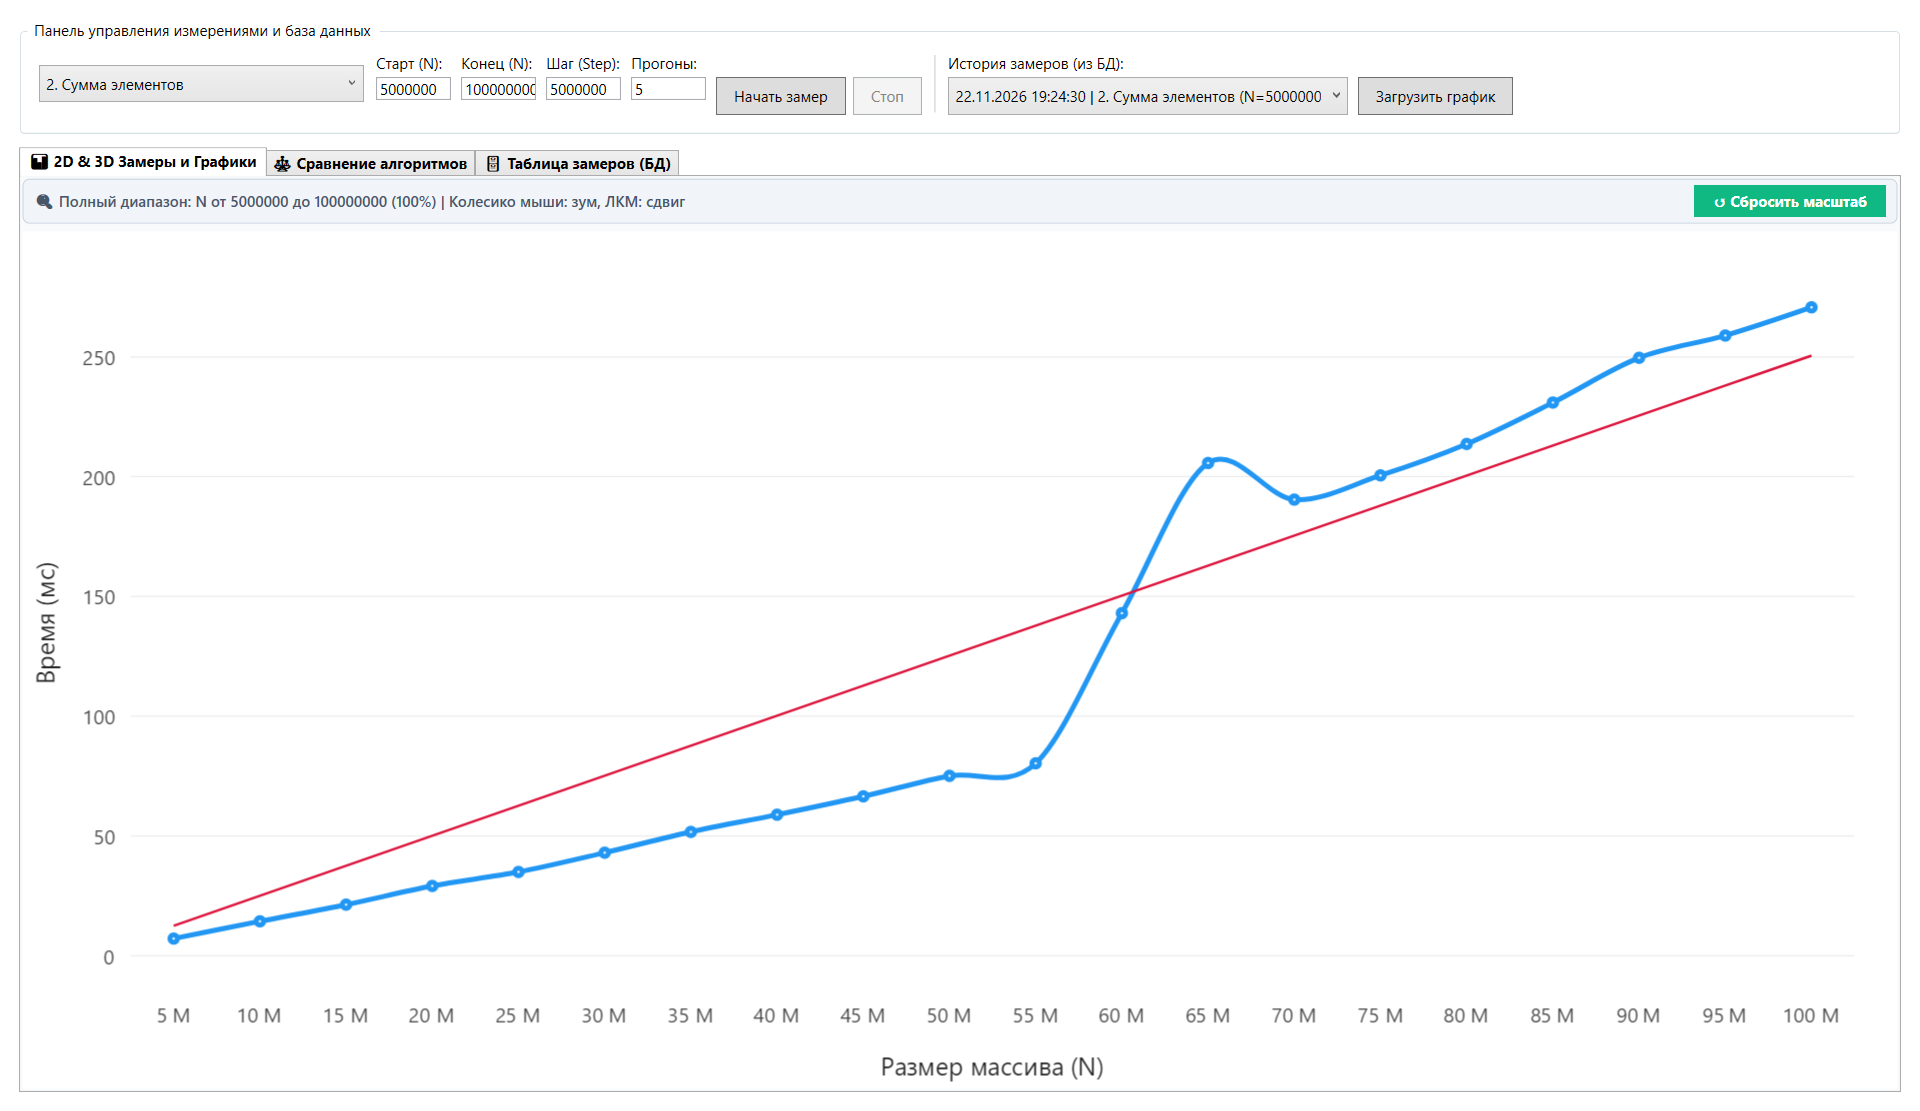 Панель управления измерениями и база данных
2. Сумма элементов
Старт (N):
5000000
Конец (N):
100000000
Шаг (Step):
5000000
Прогоны:
5
Начать замер
Стоп
История замеров (из БД):
22.11.2026 19:24:30 | 2. Сумма элементов (N=5000000
Загрузить график
2D & 3D Замеры и Графики
Сравнение алгоритмов
Таблица замеров (БД)
Полный диапазон: N от 5000000 до 100000000 (100%) | Колесико мыши: зум, ЛКМ: сдвиг
↺ Сбросить масштаб
Время (мс)
250
200
150
100
50
0
5 M 10 M 15 M 20 M 25 M 30 M 35 M 40 M 45 M 50 M 55 M 60 M 65 M 70 M 75 M 80 M 85 M 90 M 95 M 100 M
Размер массива (N)